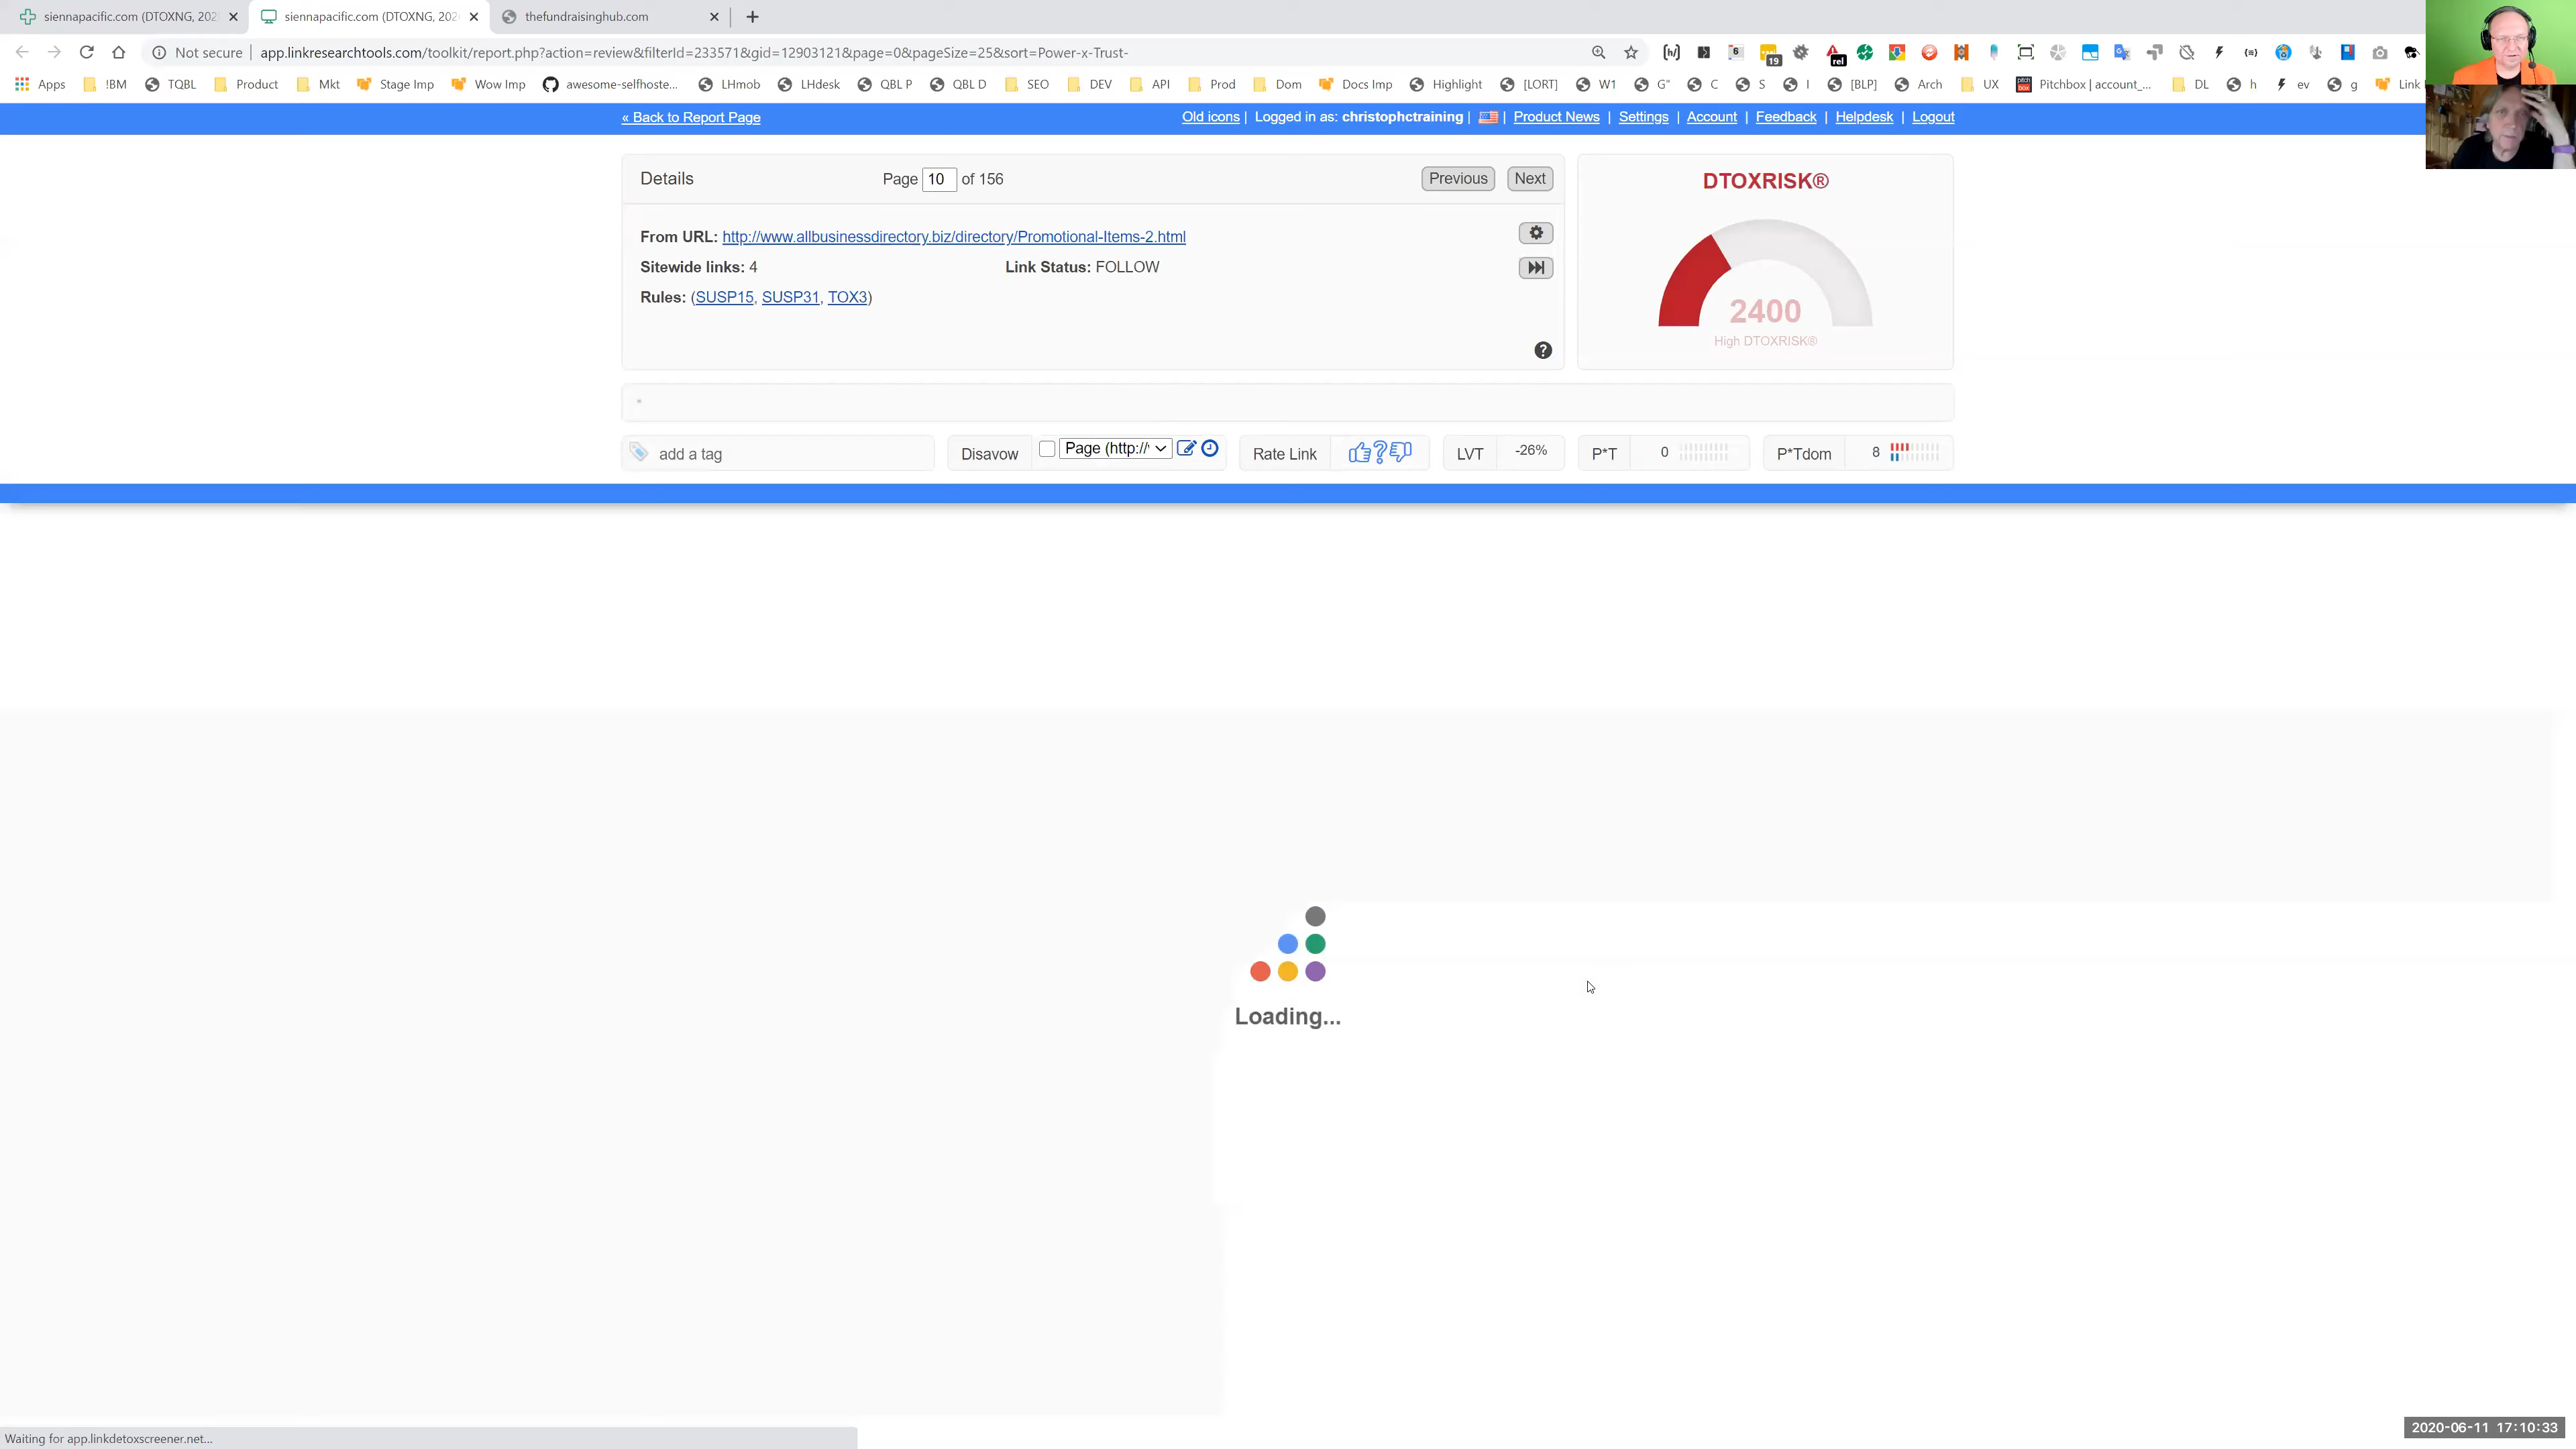 siennapacific.com (DTOXNG, 202
siennapacific.com (DTOXNG, 202
thefundraisinghub.com
Not secure
app.linkresearchtools.com/toolkit/report.php?action=review&filterId=233571&gid=12903121&page=0&pageSize=25&sort=Power-x-Trust-
6
19
rel
Apps !BM TQBL Product Mkt Stage Imp Wow Imp awesome-selfhoste... LHmob LHdesk QBL P QBL D SEO DEV API Prod Dom Docs Imp Highlight [LORT] W1 G" C S I [BLP] Arch UX Pitchbox | account_... DL h ev g Link
« Back to Report Page
Old icons | Logged in as: christophctraining | | Product News | Settings | Account | Feedback | Helpdesk | Logout
Details
Page 10 of 156
Previous
Next
From URL: http://www.allbusinessdirectory.biz/directory/Promotional-Items-2.html
Sitewide links: 4
Link Status: FOLLOW
Rules: (SUSP15, SUSP31, TOX3)
?
DTOXRISK®
2400
High DTOXRISK®
add a tag
Disavow
Page (http://
Rate Link
LVT
-26%
P*T
0
P*Tdom
8
Loading...
Waiting for app.linkdetoxscreener.net...
2020-06-11 17:10:33